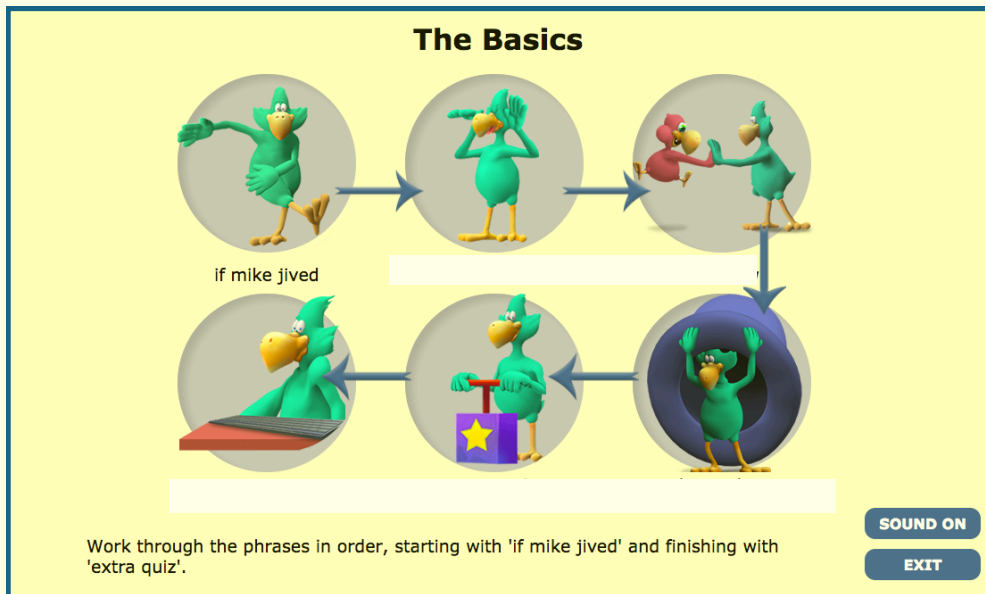 The Basics
if mike jived
Work through the phrases in order, starting with 'if mike jived' and finishing with
'extra quiz'.
SOUND ON
EXIT